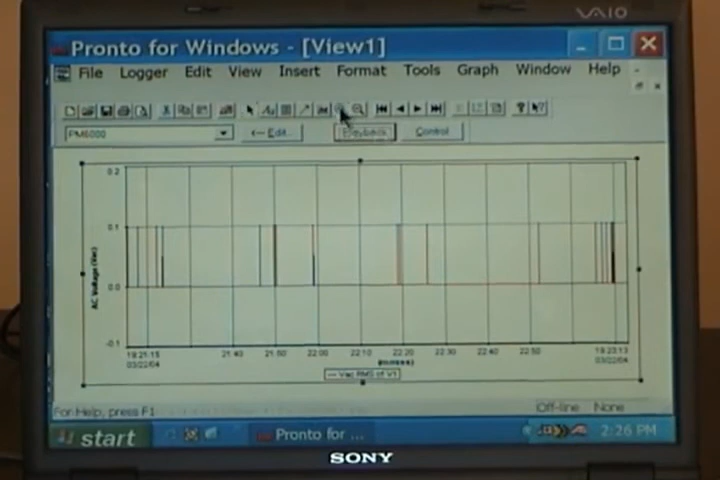 VAIO
Pronto for Windows - [View1]
File Logger Edit View Insert Format Tools Graph Window Help
PM6000
<-- Edit...
Playback
Control
0.2
0.1
0.0
-0.1
AC Voltage (Vac)
19:21:15 21:40 21:50 22:00 22:10 22:20 22:30 22:40 22:50 19:23:13
03/22/04 03/22/04
Vac RMS of V1
For Help, press F1
Off-line None
start
Pronto for ...
2:26 PM
SONY